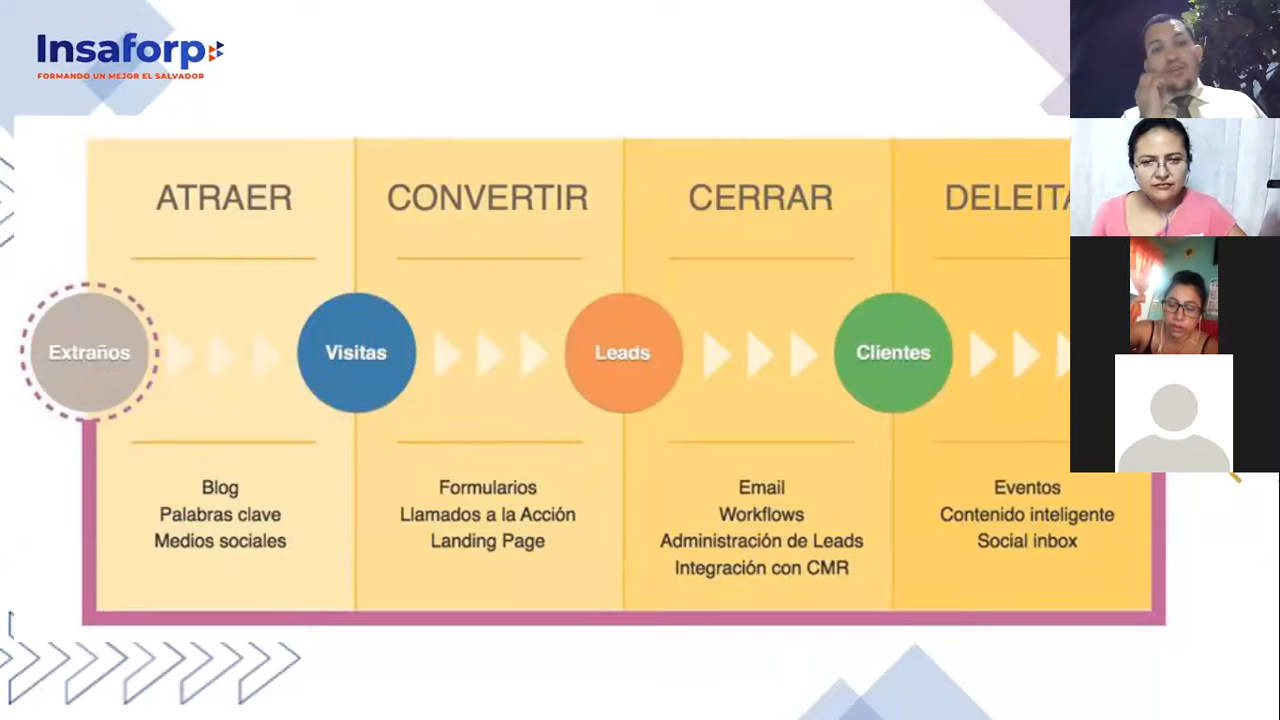 Insaforp
FORMANDO UN MEJOR EL SALVADOR
ATRAER
CONVERTIR
CERRAR
DELEITA
Extraños
Visitas
Leads
Clientes
Blog
Palabras clave
Medios sociales
Formularios
Llamados a la Acción
Landing Page
Email
Workflows
Administración de Leads
Integración con CMR
Eventos
Contenido inteligente
Social inbox